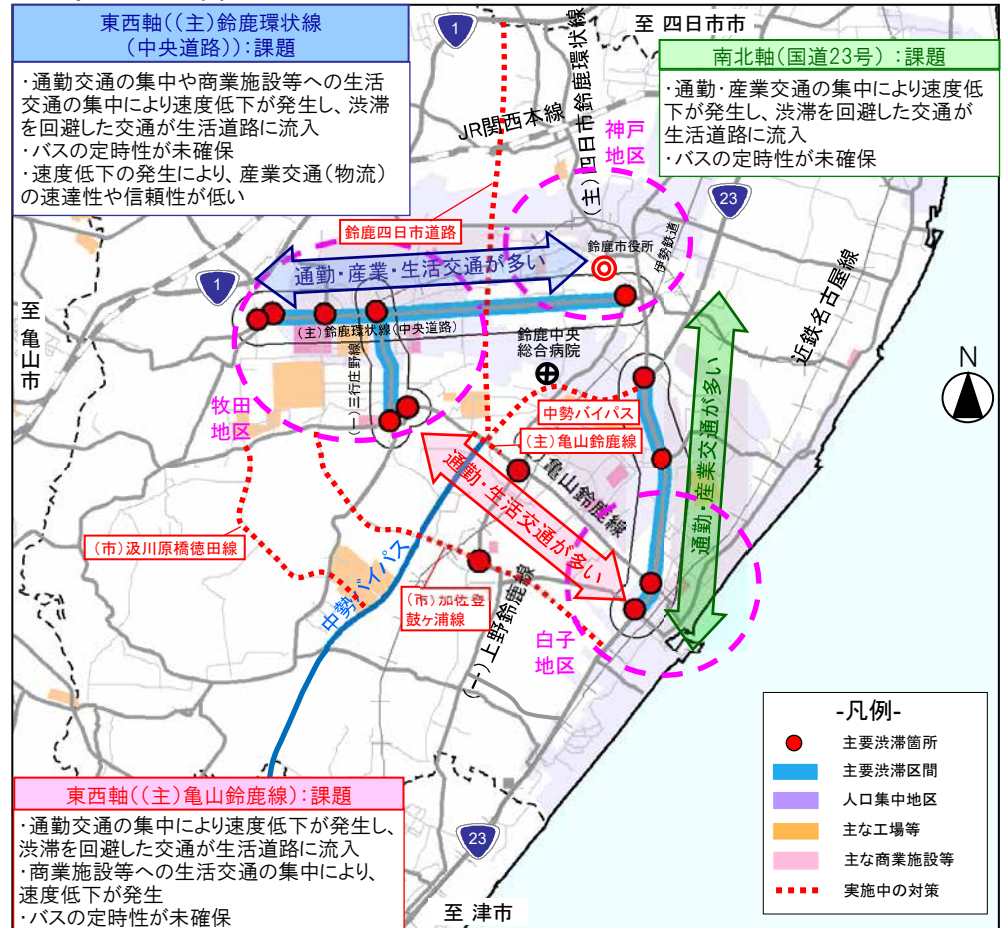 東西軸((主)鈴鹿環状線
(中央道路)):課題
・通勤交通の集中や商業施設等への生活
交通の集中により速度低下が発生し、渋滞
を回避した交通が生活道路に流入
・バスの定時性が未確保
・速度低下の発生により、産業交通(物流)
の速達性や信頼性が低い
1
至 四日市市
南北軸(国道23号):課題
・通勤・産業交通の集中により速度低
下が発生し、渋滞を回避した交通が
生活道路に流入
・バスの定時性が未確保
(主)四日市鈴鹿環状線
JR関西本線
神戸
地区
23
鈴鹿四日市道路
鈴鹿市役所
伊勢鉄道
通勤・産業・生活交通が多い
1
近鉄名古屋線
至 亀山市
(主)鈴鹿環状線(中央道路)
鈴鹿中央
総合病院
N
(一)三行庄野線
牧田
地区
中勢バイパス
(主)亀山鈴鹿線
亀山鈴鹿線
通勤・生活交通が多い
通勤・産業交通が多い
(市)汲川原橋徳田線
中勢バイパス
(市)加佐登
鼓ヶ浦線
(一)上野鈴鹿線
白子
地区
東西軸((主)亀山鈴鹿線):課題
・通勤交通の集中により速度低下が発生し、
渋滞を回避した交通が生活道路に流入
・商業施設等への生活交通の集中により、
速度低下が発生
・バスの定時性が未確保
23
至 津市
-凡例-
主要渋滞箇所
主要渋滞区間
人口集中地区
主な工場等
主な商業施設等
実施中の対策